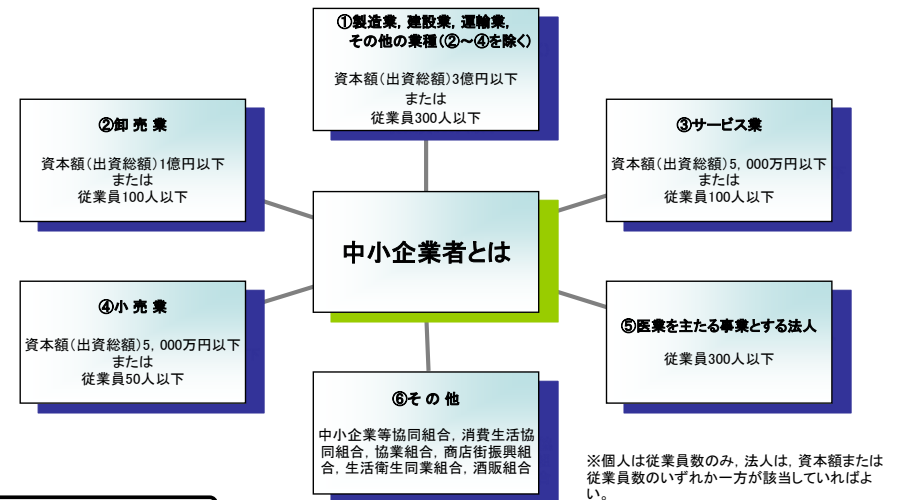 ①製造業，建設業，運輸業，
その他の業種（②～④を除く）
資本額（出資総額）3億円以下
または
従業員300人以下
②卸 売 業
資本額（出資総額）1億円以下
または
従業員100人以下
③サービス業
資本額（出資総額）5，000万円以下
または
従業員100人以下
中小企業者とは
④小 売 業
資本額（出資総額）5，000万円以下
または
従業員50人以下
⑤医業を主たる事業とする法人
従業員300人以下
⑥そ の 他
中小企業等協同組合，消費生活協
同組合，協業組合，商店街振興組
合，生活衛生同業組合，酒販組合
※個人は従業員数のみ，法人は，資本額または
従業員数のいずれか一方が該当していればよ
い。